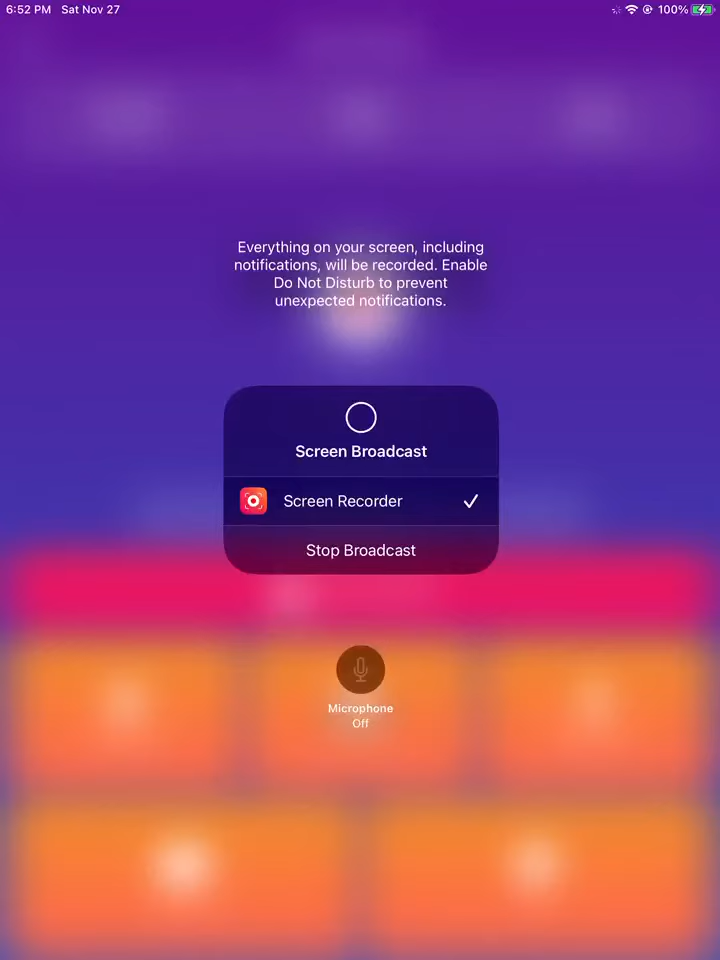 6:52 PM Sat Nov 27 100%
Everything on your screen, including
notifications, will be recorded. Enable
Do Not Disturb to prevent
unexpected notifications.
Screen Broadcast
Screen Recorder
Stop Broadcast
Microphone
Off